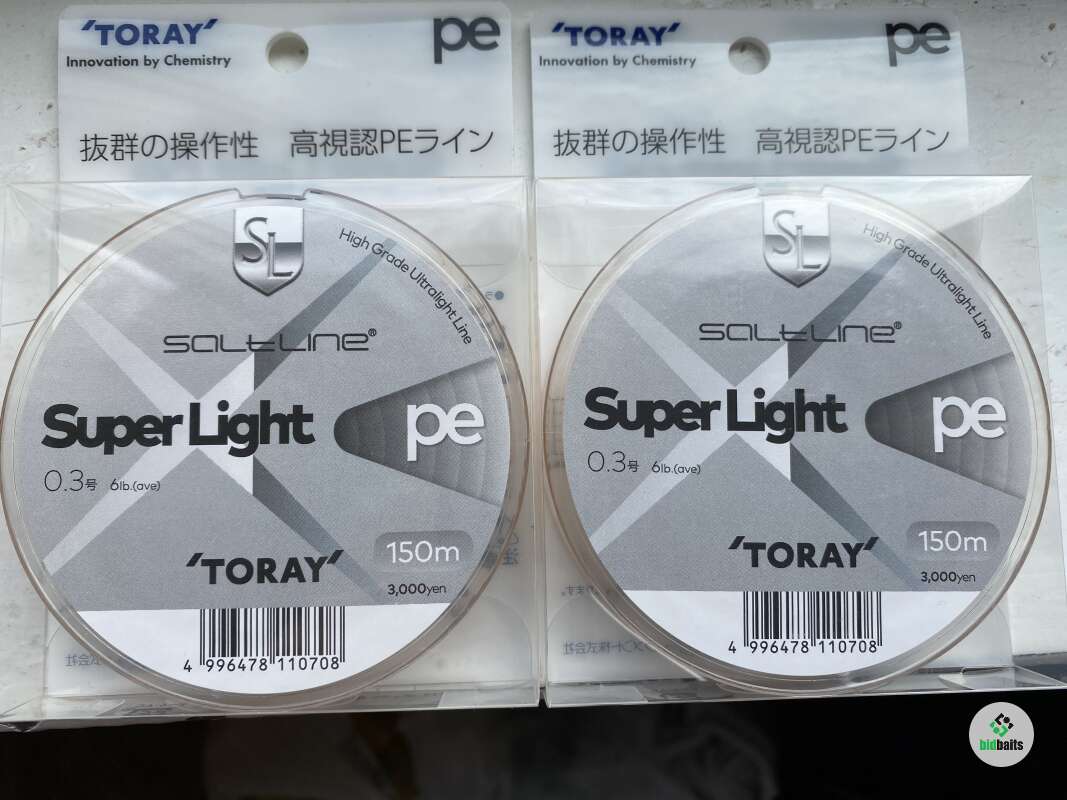 'TORAY'
Innovation by Chemistry
pe
抜群の操作性 高視認PEライン
SL
High Grade Ultralight Line
SALTLINE®
Super Light
pe
0.3号 6lb.(ave)
150m
'TORAY'
3,000yen
4 996478 110708
'TORAY'
Innovation by Chemistry
pe
抜群の操作性 高視認PEライン
SL
High Grade Ultralight Line
SALTLINE®
Super Light
pe
0.3号 6lb.(ave)
150m
'TORAY'
3,000yen
4 996478 110708
bidbaits